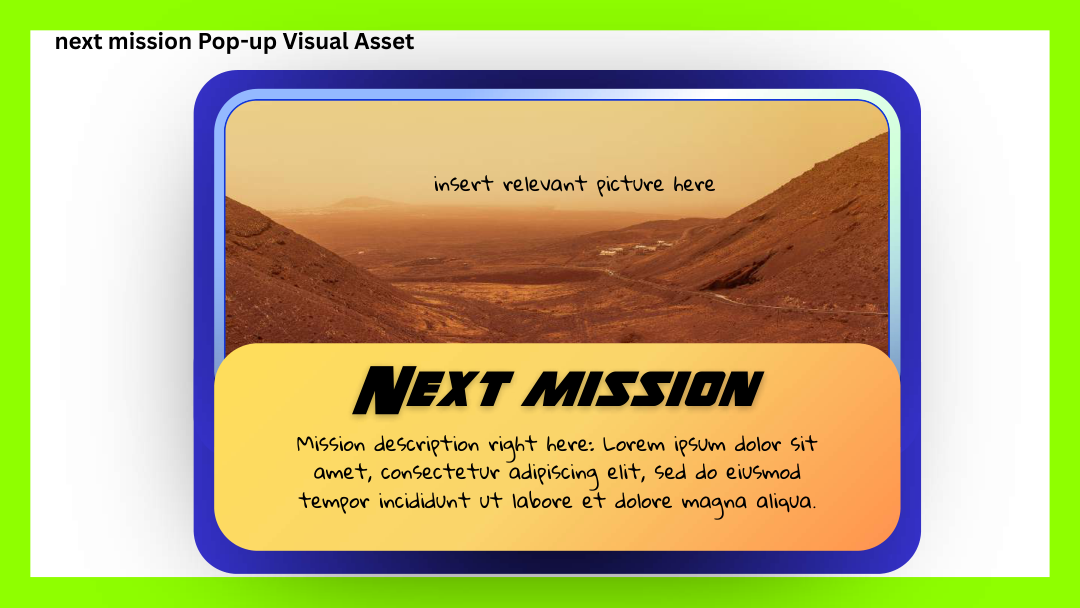 next mission Pop-up Visual Asset
insert relevant picture here
Next mission
Mission description right here: Lorem ipsum dolor sit
amet, consectetur adipiscing elit, sed do eiusmod
tempor incididunt ut labore et dolore magna aliqua.